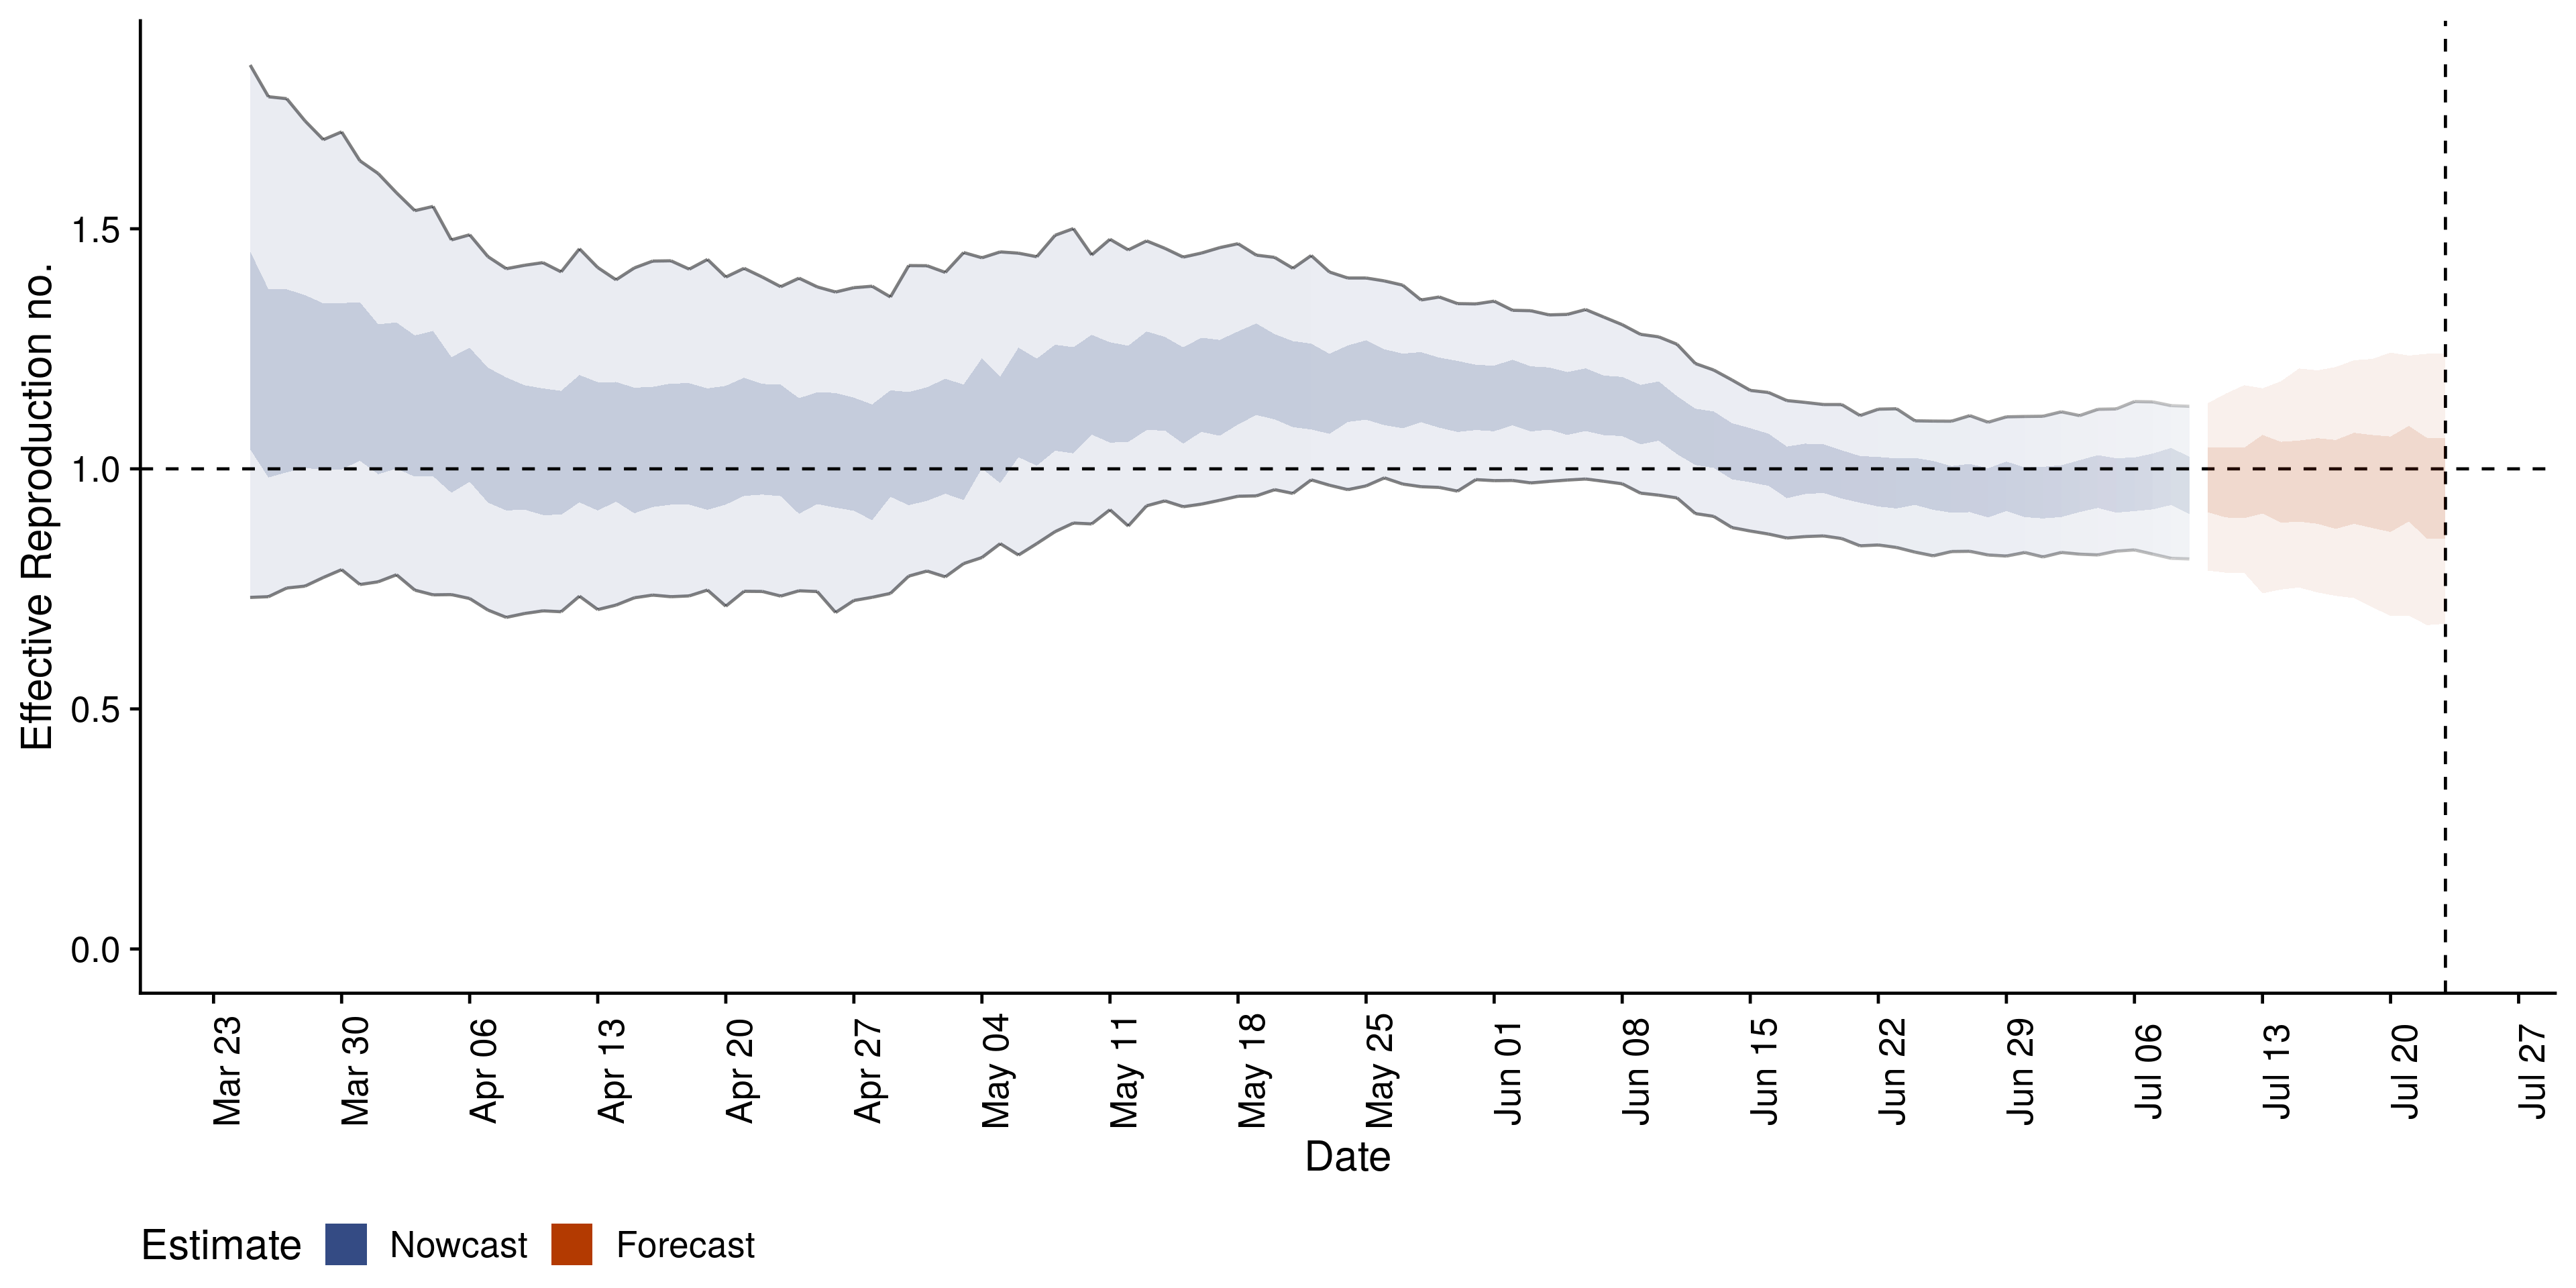 Effective Reproduction no.
1.5
1.0
0.5
0.0
Mar 23
Mar 30
Apr 06
Apr 13
Apr 20
Apr 27
May 04
May 11
May 18
May 25
Jun 01
Jun 08
Jun 15
Jun 22
Jun 29
Jul 06
Jul 13
Jul 20
Jul 27
Date
Estimate Nowcast Forecast